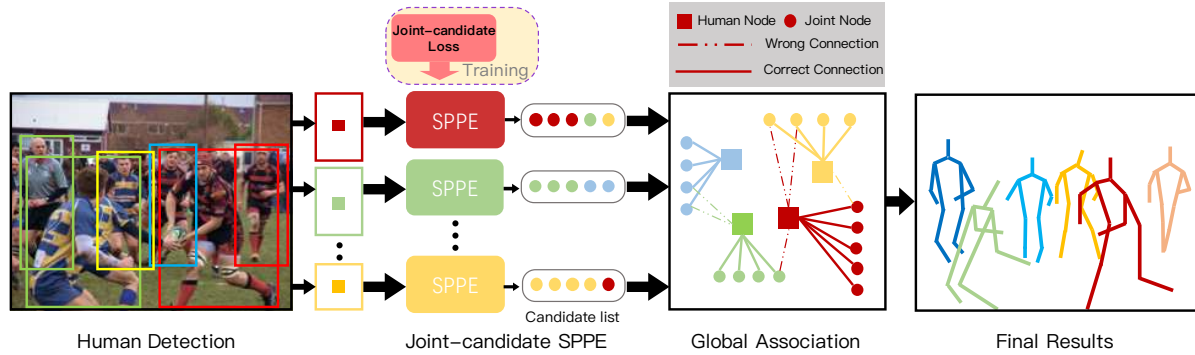 Joint-candidate
Loss
Training
Human Node
Joint Node
Wrong Connection
Correct Connection
SPPE
SPPE
SPPE
Candidate list
Human Detection
Joint-candidate SPPE
Global Association
Final Results